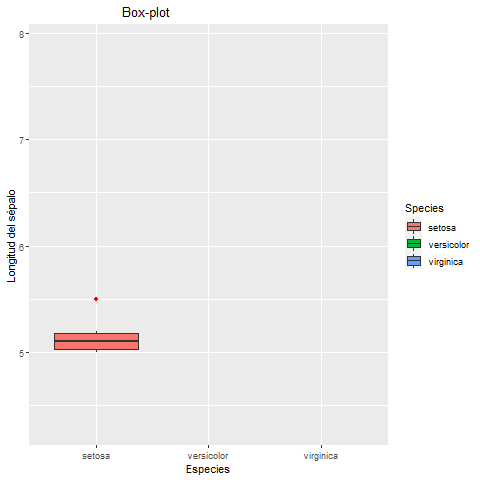 Box-plot
Longitud del sépalo
8
7
6
5
setosa versicolor virginica
Especies
Species
setosa
versicolor
virginica